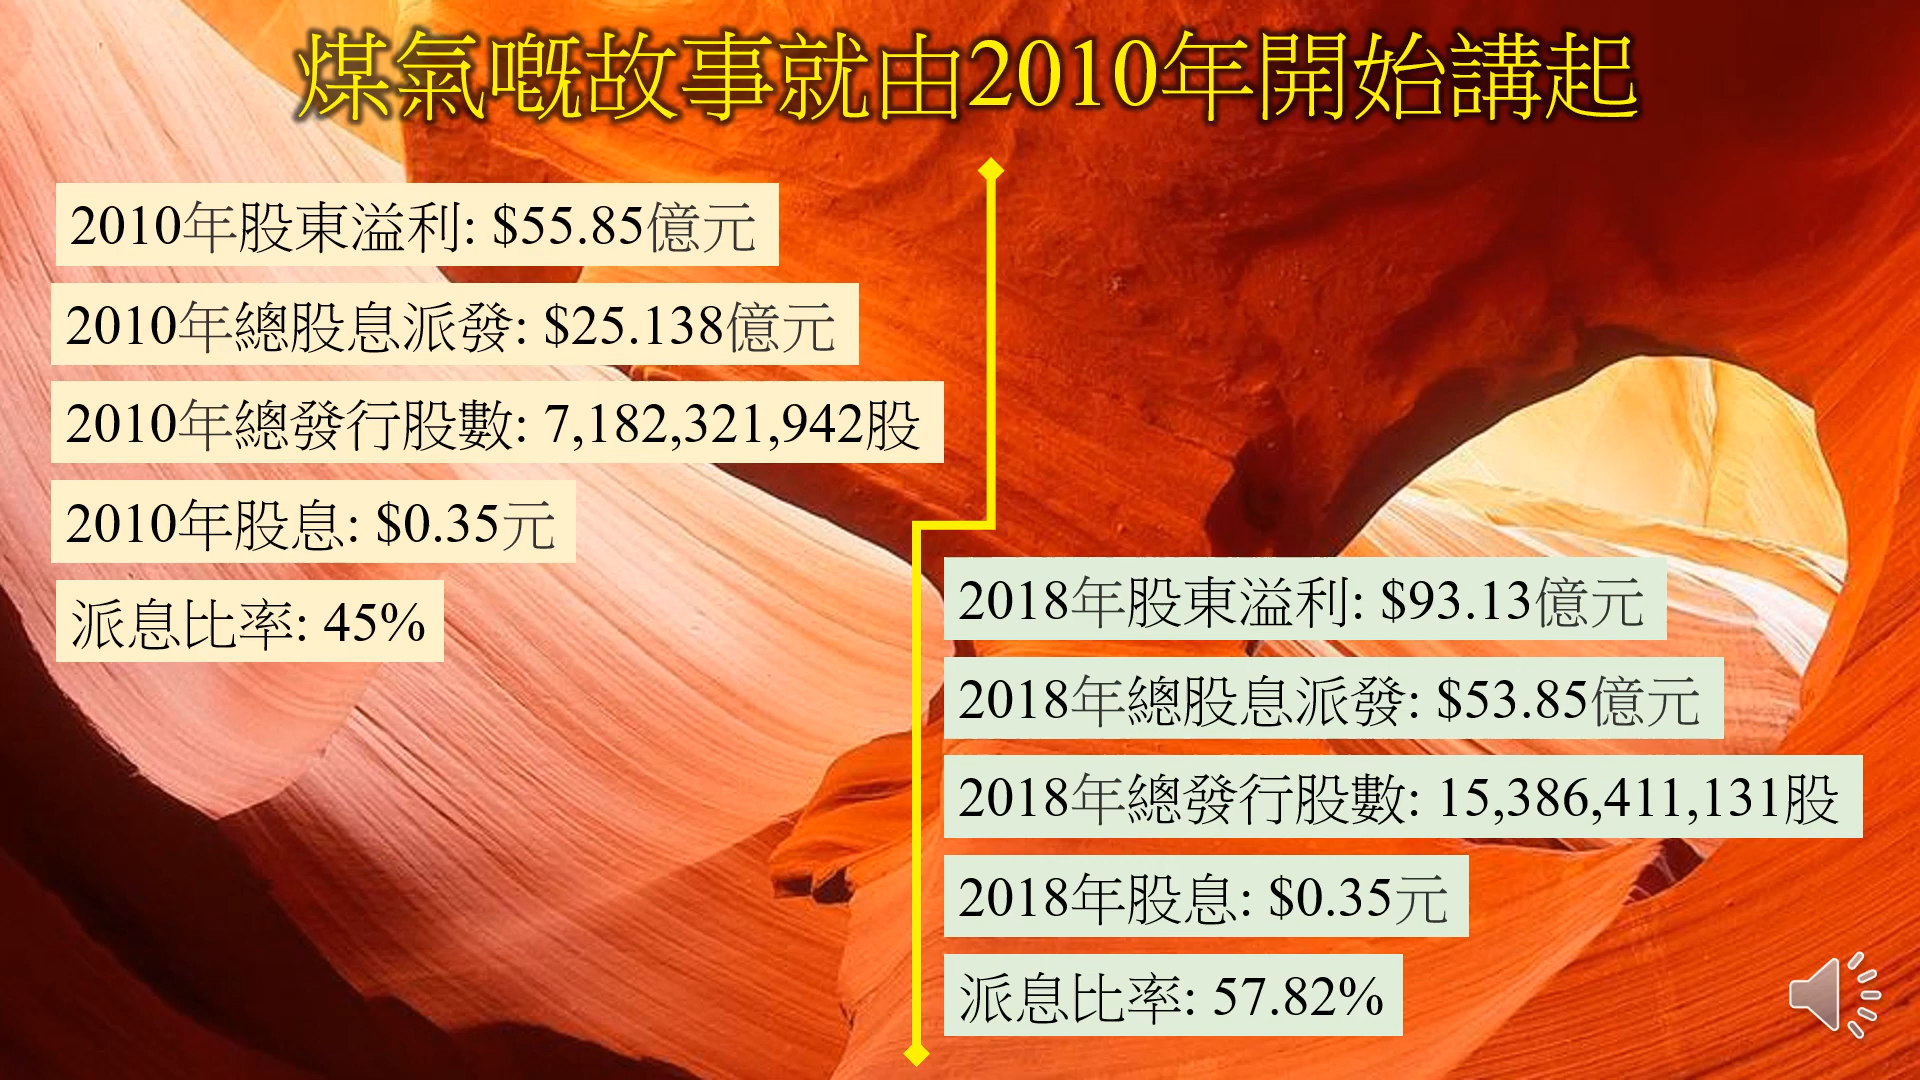 煤氣嘅故事就由2010年開始講起
2010年股東溢利: $55.85億元
2010年總股息派發: $25.138億元
2010年總發行股數: 7,182,321,942股
2010年股息: $0.35元
派息比率: 45%
2018年股東溢利: $93.13億元
2018年總股息派發: $53.85億元
2018年總發行股數: 15,386,411,131股
2018年股息: $0.35元
派息比率: 57.82%